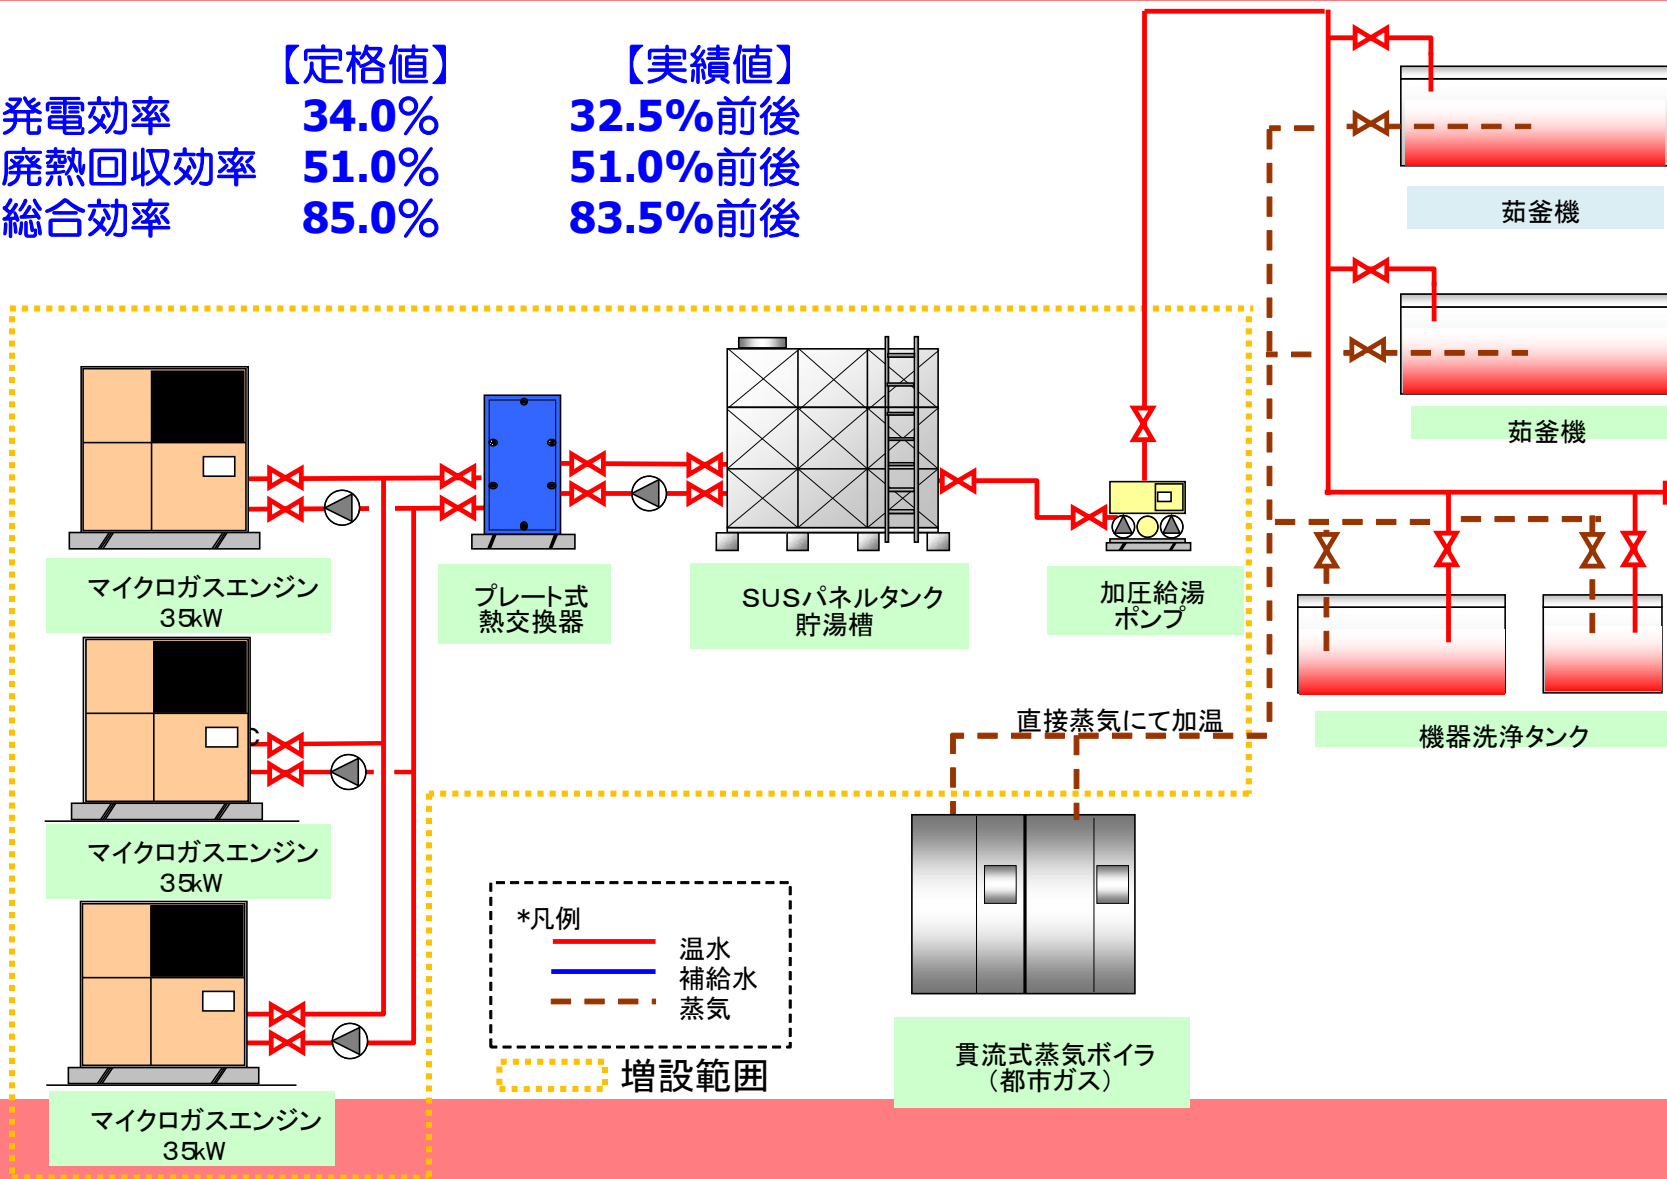 【定格値】 【実績値】
発電効率 34.0% 32.5%前後
廃熱回収効率 51.0% 51.0%前後
総合効率 85.0% 83.5%前後
茹釜機
茹釜機
マイクロガスエンジン
35kW
プレート式
熱交換器
SUSパネルタンク
貯湯槽
加圧給湯
ポンプ
機器洗浄タンク
直接蒸気にて加温
C
マイクロガスエンジン
35kW
*凡例
温水
補給水
蒸気
増設範囲
貫流式蒸気ボイラ
（都市ガス）
マイクロガスエンジン
35kW